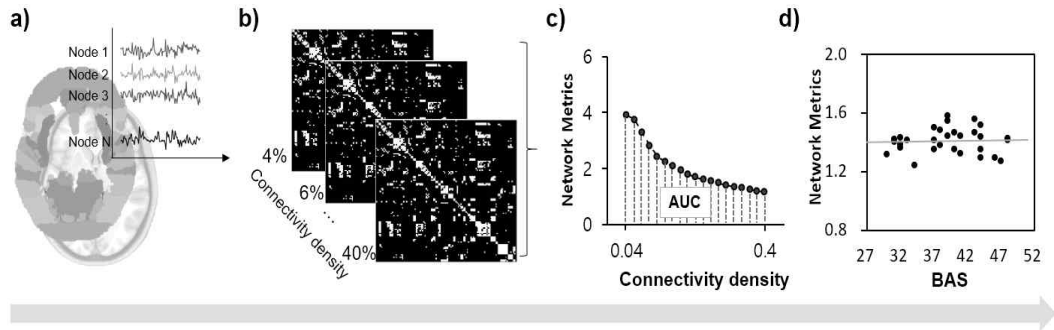 a)
Node 1
Node 2
Node 3
Node N
b)
4%
6%
...
40%
Connectivity density
c)
Network Metrics
6
4
2
0
AUC
0.04
0.4
Connectivity density
d)
Network Metrics
2.0
1.6
1.2
0.8
27
32
37
42
47
52
BAS